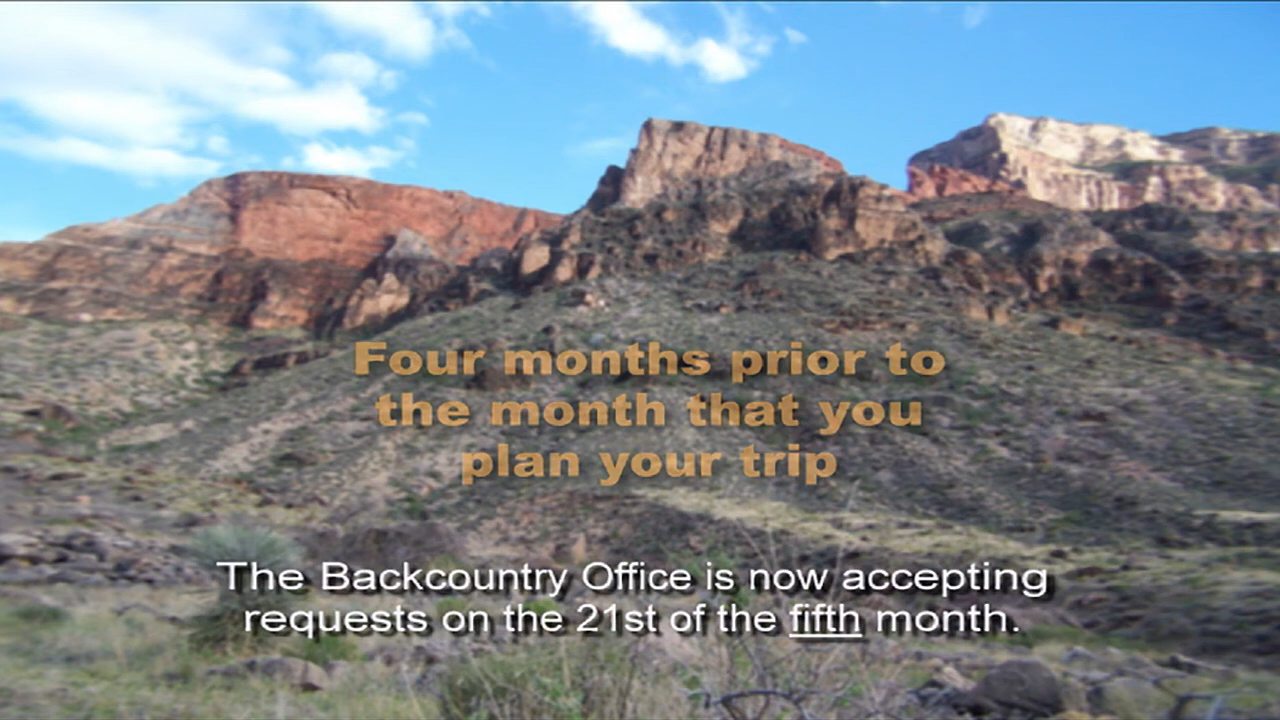 Four months prior to
the month that you
plan your trip
The Backcountry Office is now accepting
requests on the 21st of the fifth month.